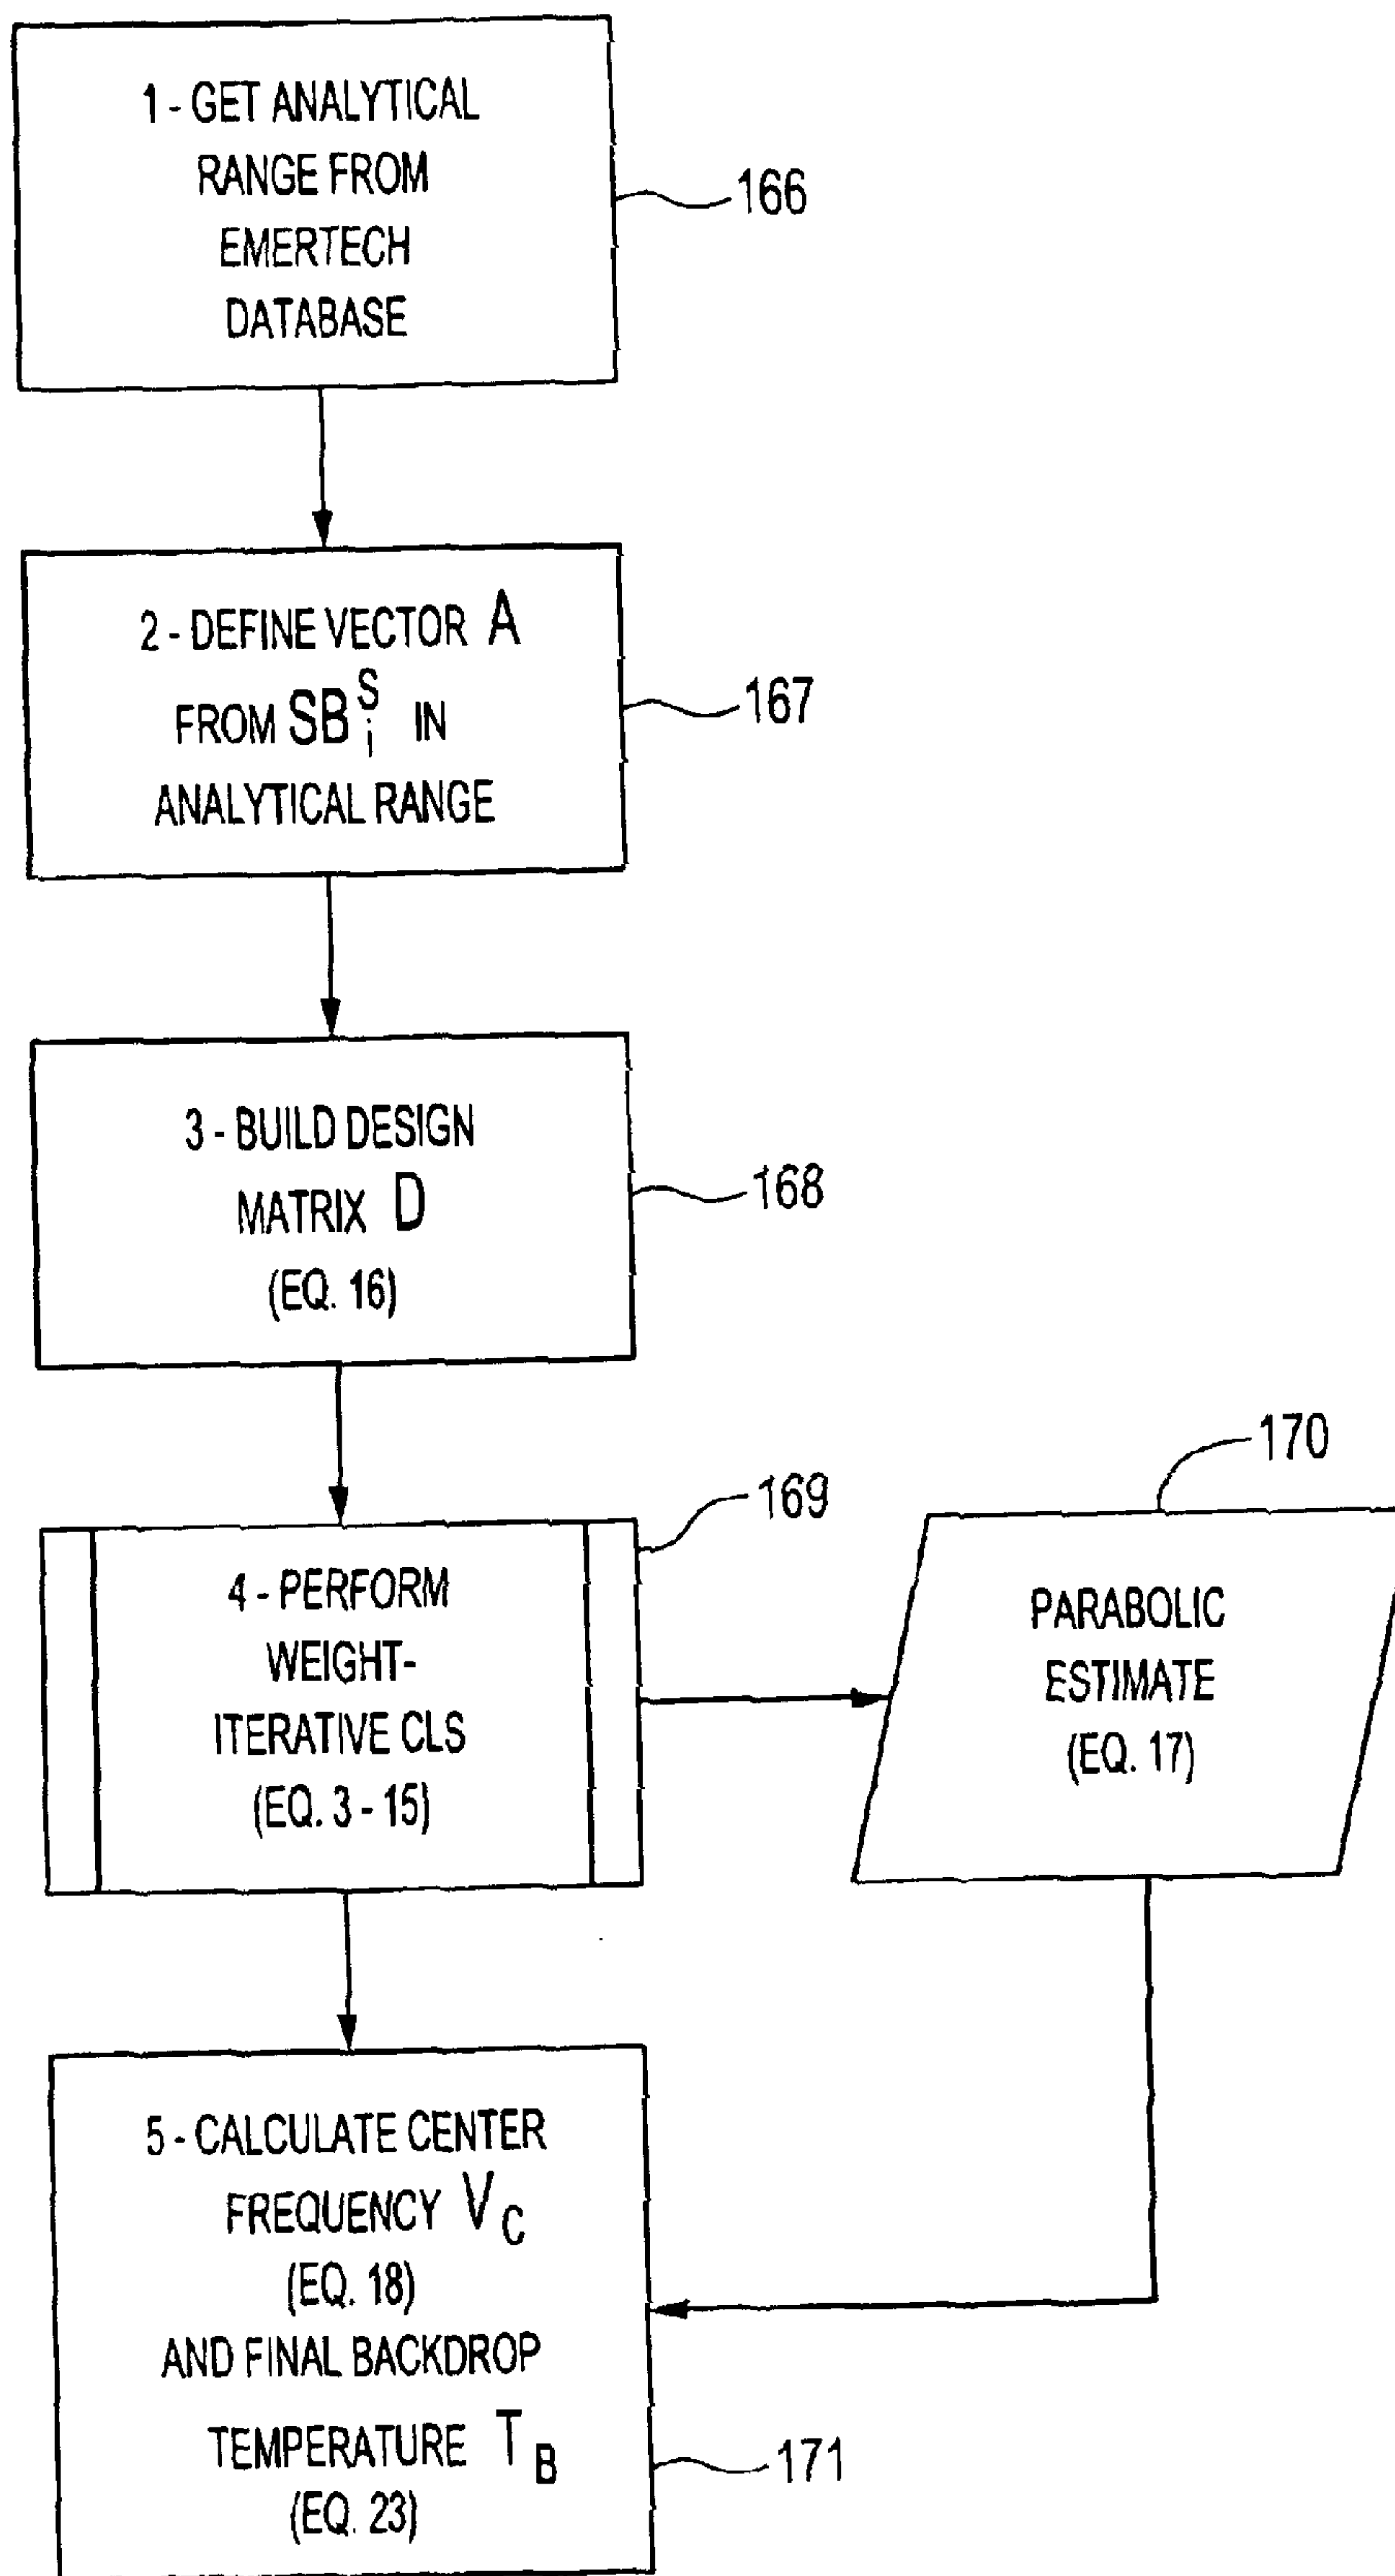 1 - GET ANALYTICAL
RANGE FROM
EMERTECH
DATABASE
166
2 - DEFINE VECTOR A
FROM SB_i^S IN
ANALYTICAL RANGE
167
3 - BUILD DESIGN
MATRIX D
(EQ. 16)
168
4 - PERFORM
WEIGHT-
ITERATIVE CLS
(EQ. 3 - 15)
169
PARABOLIC
ESTIMATE
(EQ. 17)
170
5 - CALCULATE CENTER
FREQUENCY V_C
(EQ. 18)
AND FINAL BACKDROP
TEMPERATURE T_B
(EQ. 23)
171